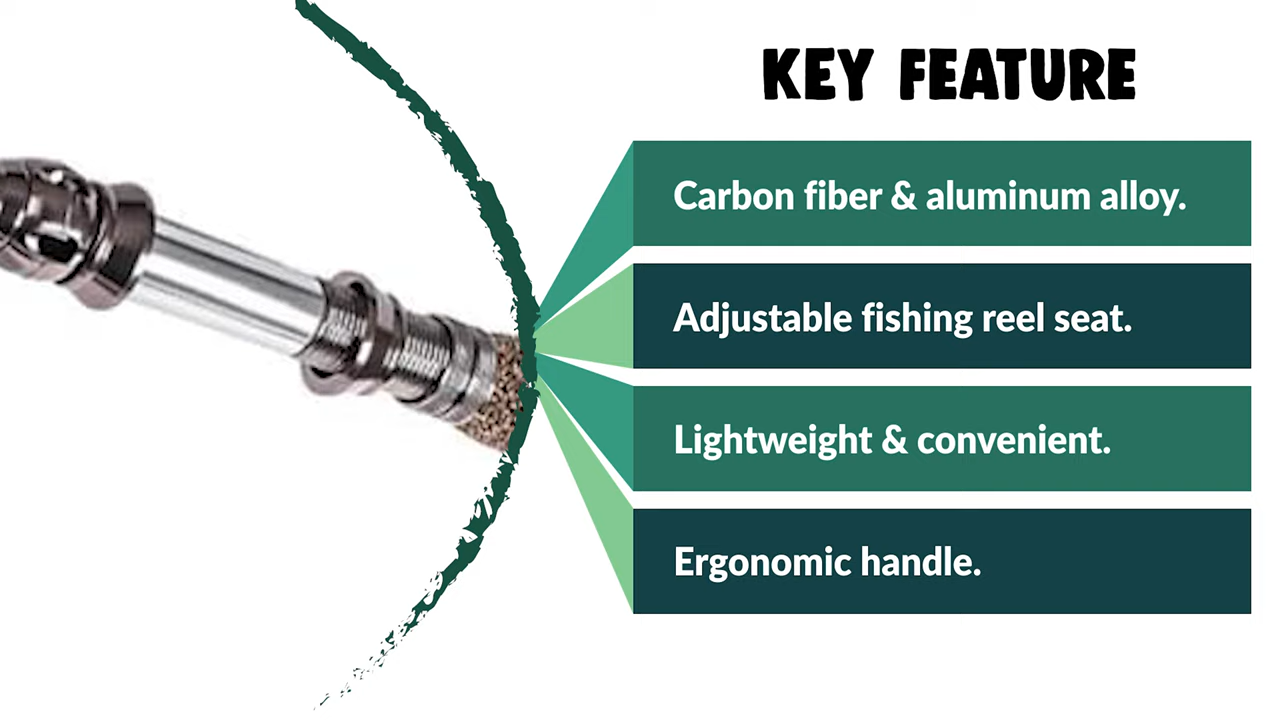 KEY FEATURE
Carbon fiber & aluminum alloy.
Adjustable fishing reel seat.
Lightweight & convenient.
Ergonomic handle.